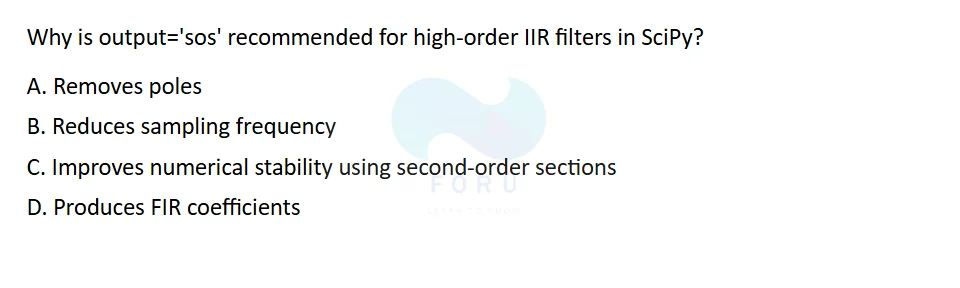 Why is output='sos' recommended for high-order IIR filters in SciPy?
A. Removes poles
B. Reduces sampling frequency
C. Improves numerical stability using second-order sections
FORU
D. Produces FIR coefficients